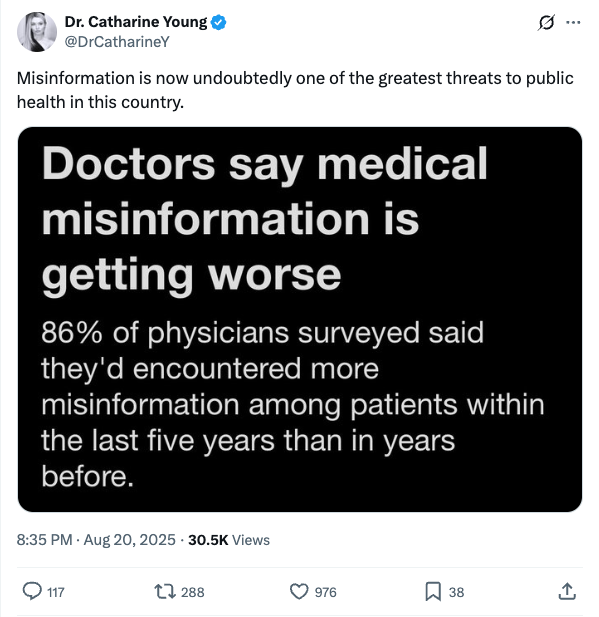 Dr. Catharine Young
@DrCatharineY
Misinformation is now undoubtedly one of the greatest threats to public
health in this country.
Doctors say medical
misinformation is
getting worse
86% of physicians surveyed said
they'd encountered more
misinformation among patients within
the last five years than in years
before.
8:35 PM · Aug 20, 2025 · 30.5K Views
117 288 976 38